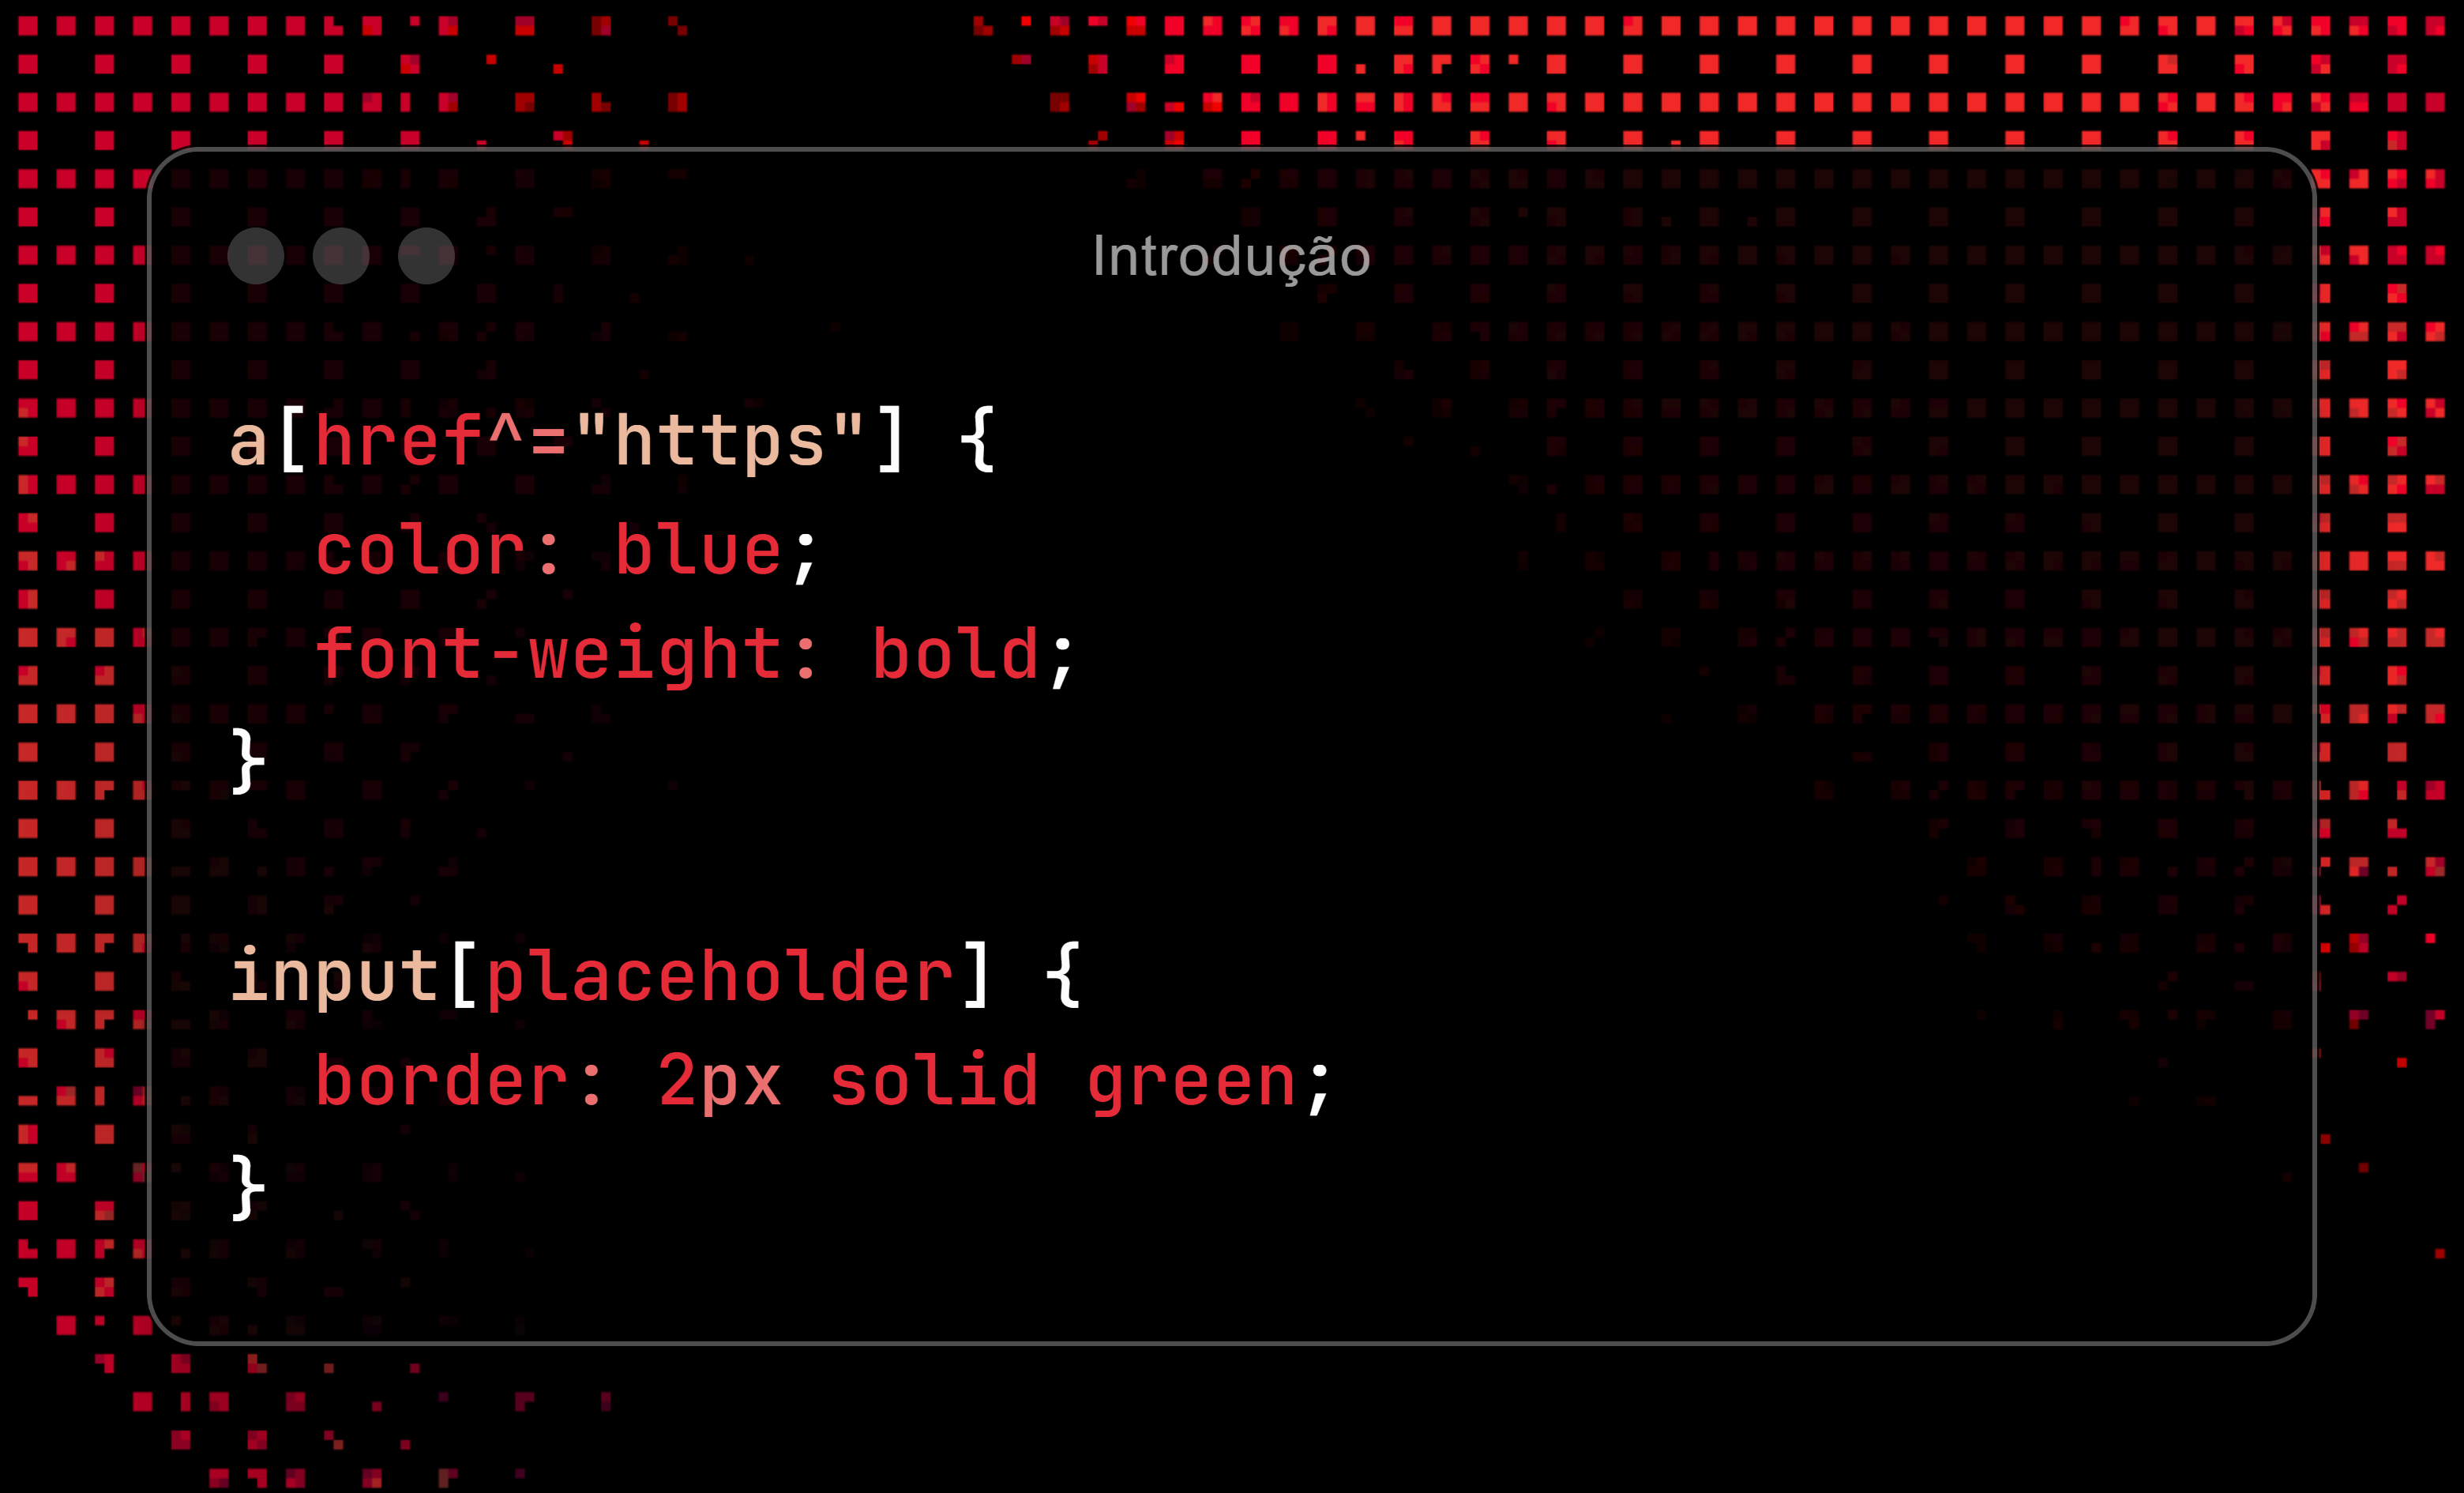 Introdução
a[href^="https"] {
  color: blue;
  font-weight: bold;
}
input[placeholder] {
  border: 2px solid green;
}